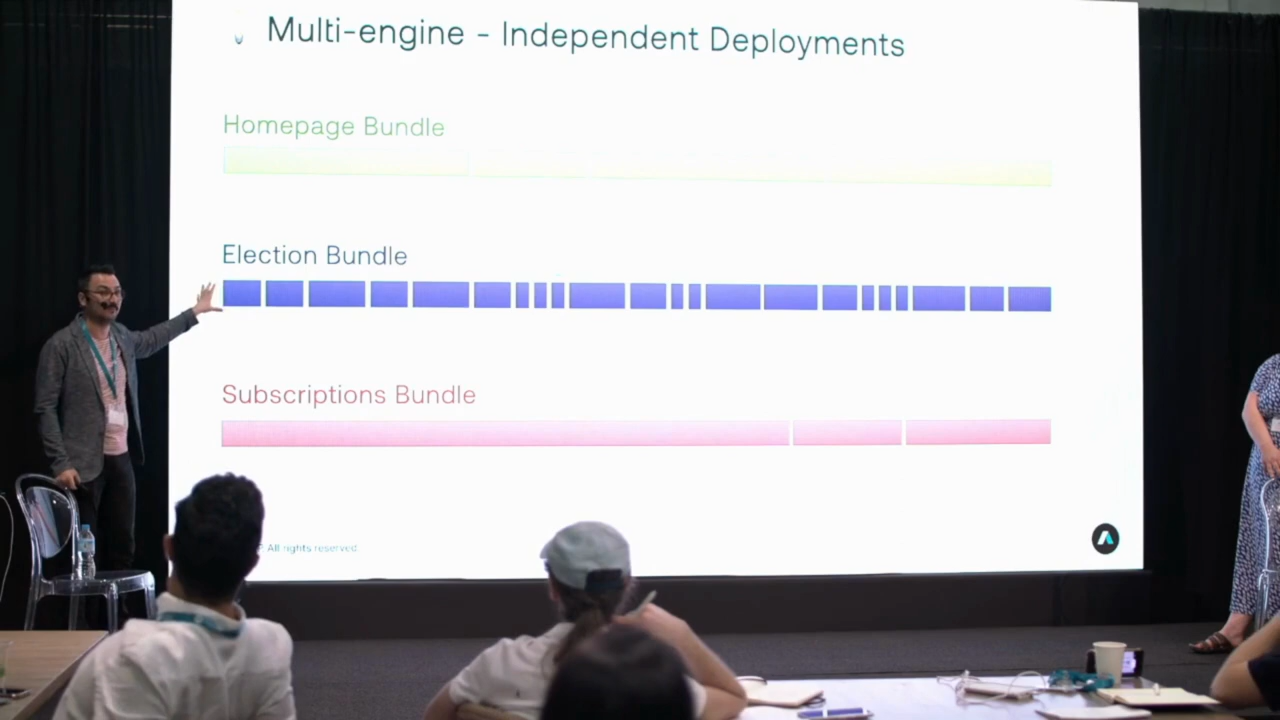 Multi-engine - Independent Deployments
Homepage Bundle
Election Bundle
Subscriptions Bundle
All rights reserved